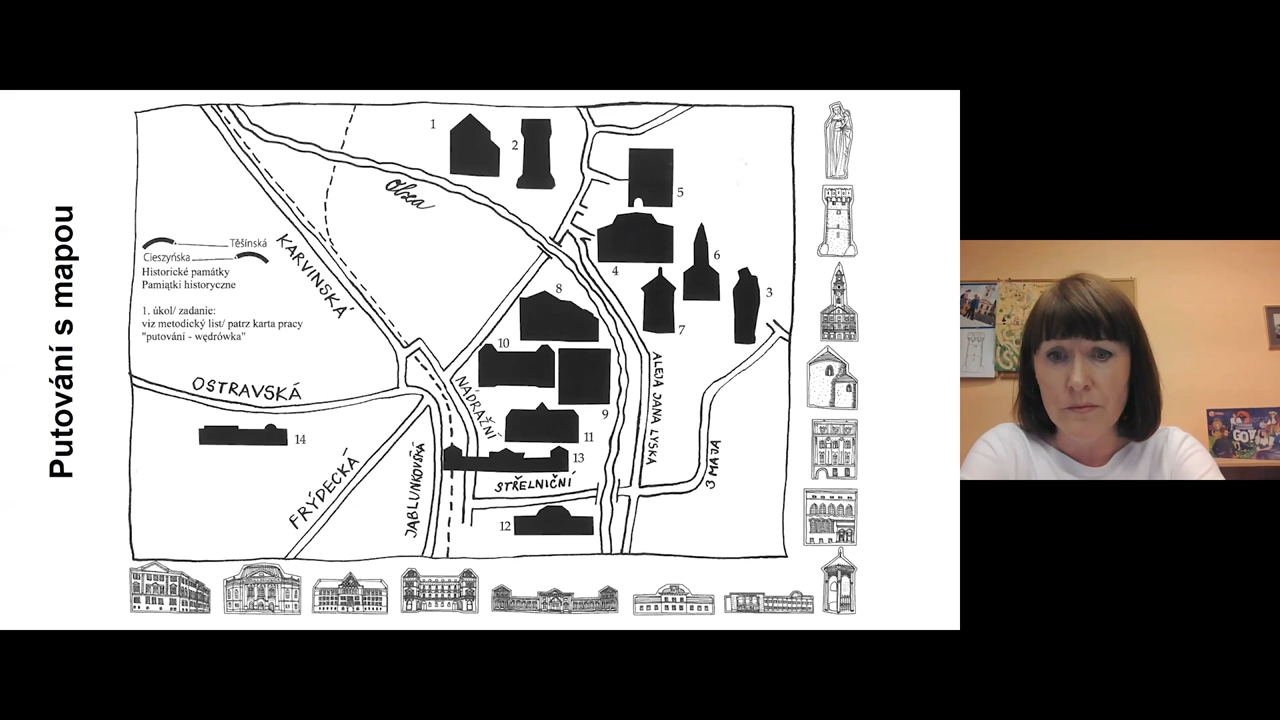 Putování s mapou
Těšínská
Cieszyńska
Historické památky
Pamiątki historyczne
1. úkol/ zadanie:
viz metodický list/ patrz karta pracy
"putování - wędrówka"
1
2
5
Olza
KARVINSKÁ
4
6
3
7
8
10
9
11
13
12
14
OSTRAVSKÁ
NÁDRAŽNÍ
ALEJA JANA ŁYSKA
3 MAJA
STŘELNIČNÍ
JABLUNKOVSKÁ
FRÝDECKÁ
GO!